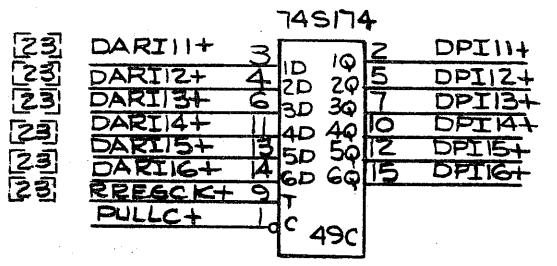 74S174
[23] DARI11+ 3 1D 1Q 2 DPI11+
[23] DARI12+ 4 2D 2Q 5 DPI12+
[23] DARI13+ 6 3D 3Q 7 DPI13+
[23] DARI14+ 11 4D 4Q 10 DPI14+
[23] DARI15+ 13 5D 5Q 12 DPI15+
[23] DARI16+ 14 6D 6Q 15 DPI16+
RREGCK+ 9 T
PULLC+ 1 C
49C